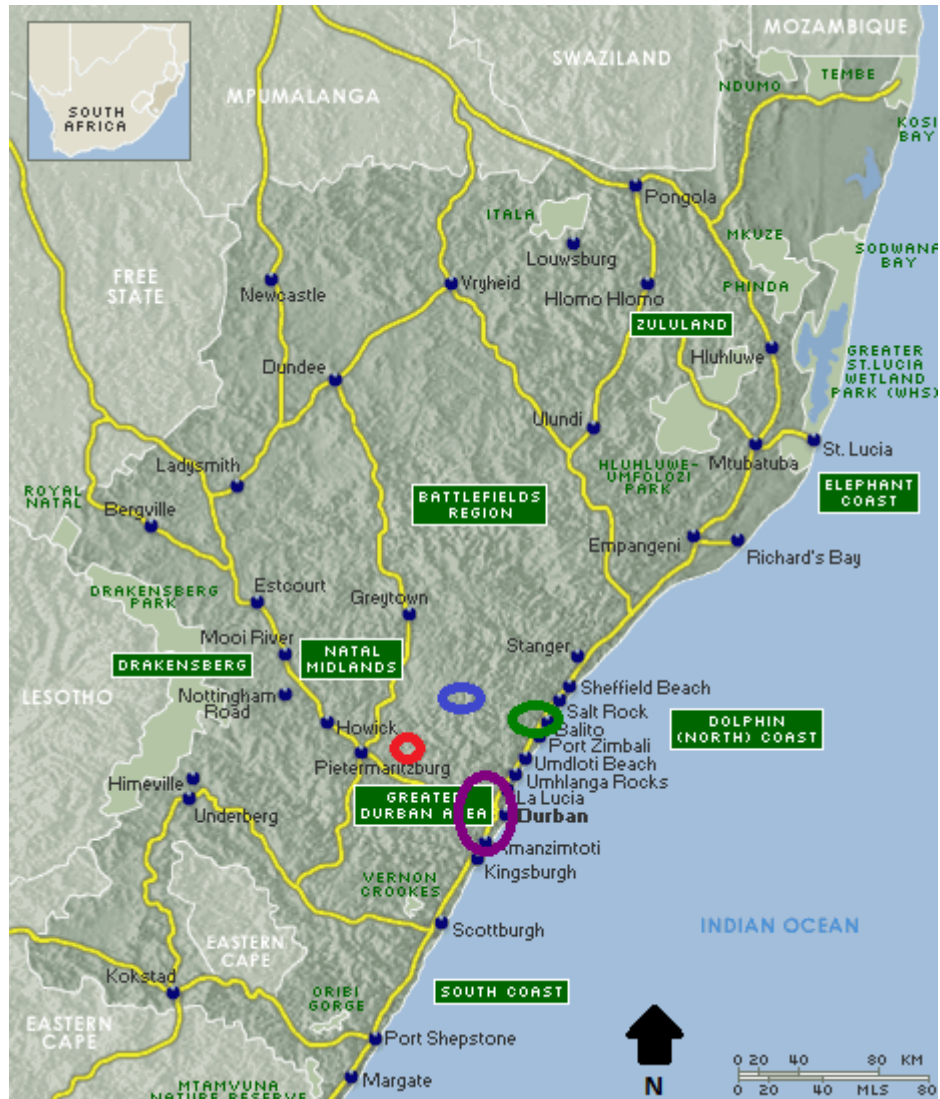 MOZAMBIQUE
SWAZILAND
NDUMO
TEMBE
MPUMALANGA
SOUTH
AFRICA
KOSI
BAY
Pongola
ITALA
MKUZE
Louwsburg
SODWANA
BAY
FREE
STATE
Newcastle
Vryheid
Hlomo Hlomo
PHINDA
ZULULAND
Hluhluwe
GREATER
ST.LUCIA
WETLAND
PARK (WHS)
Dundee
Ulundi
St. Lucia
Ladysmith
HLUHLUWE-
UMFOLOZI
PARK
Mtubatuba
ROYAL
NATAL
Bergville
BATTLEFIELDS
REGION
ELEPHANT
COAST
Empangeni
Richard's Bay
DRAKENSBERG
PARK
Estcourt
Greytown
Mooi River
Stanger
NATAL
MIDLANDS
DRAKENSBERG
LESOTHO
Nottingham
Road
Sheffield Beach
Salt Rock
DOLPHIN
(NORTH) COAST
Howick
Balito
Port Zimbali
Pietermaritzburg
Umdloti Beach
Himeville
Umhlanga Rocks
GREATER
DURBAN AREA
La Lucia
Underberg
Durban
Amanzimtoti
Kingsburgh
VERNON
CROOKES
Scottburgh
INDIAN OCEAN
EASTERN
CAPE
Kokstad
ORIBI
GORGE
SOUTH COAST
EASTERN
CAPE
Port Shepstone
N
0 20 40 80 KM
0 20 40 MLS 80
Margate
MTAMVUNA
NATURE RESERVE